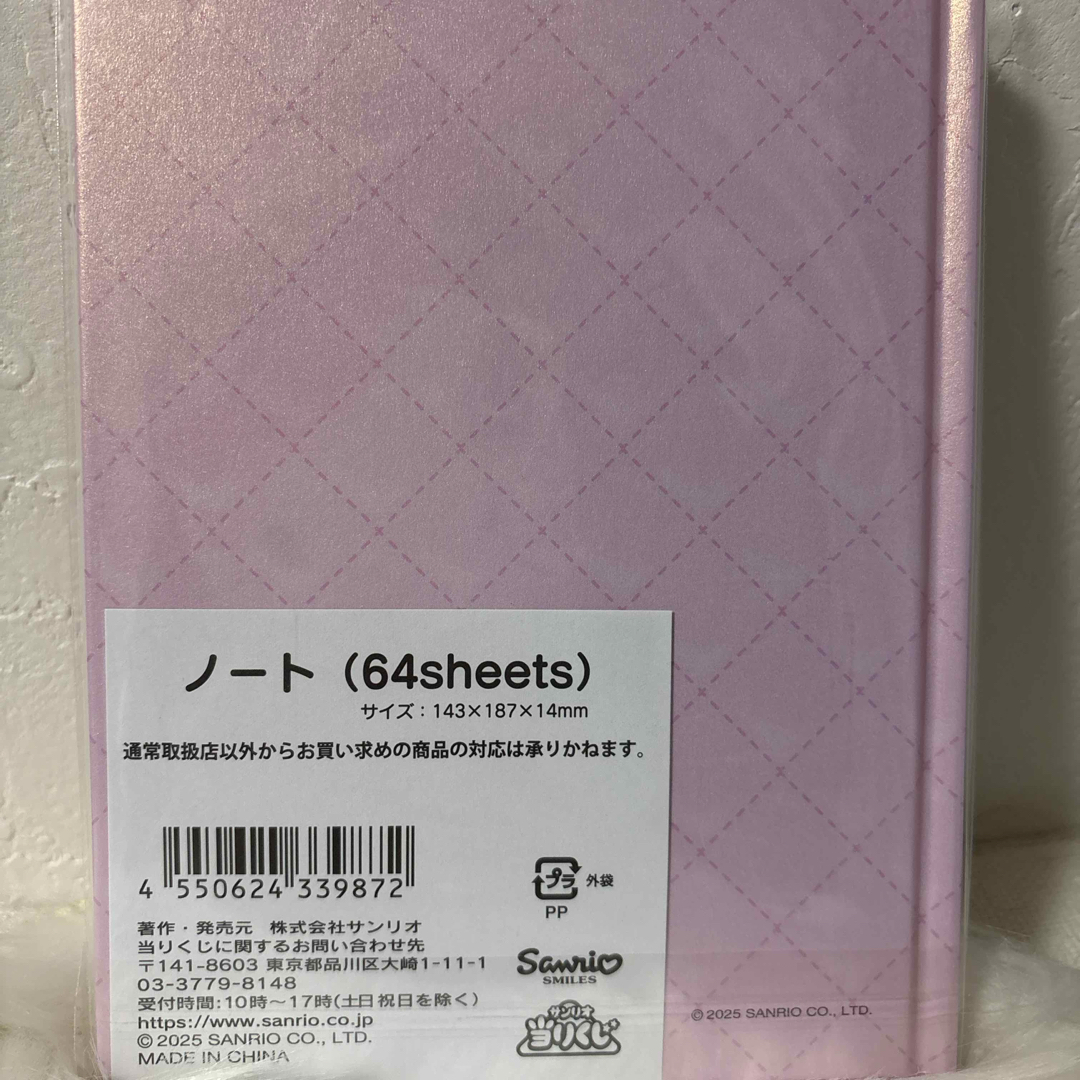 ノート（64sheets）
サイズ：143×187×14mm
通常取扱店以外からお買い求めの商品の対応は承りかねます。
4 550624 339872
プラ 外袋
PP
著作・発売元 株式会社サンリオ
当りくじに関するお問い合わせ先
〒141-8603 東京都品川区大崎1-11-1
03-3779-8148
受付時間:10時～17時(土日祝日を除く)
https://www.sanrio.co.jp
© 2025 SANRIO CO., LTD.
MADE IN CHINA
Sanrio
SMILES
サンリオ
当りくじ
© 2025 SANRIO CO., LTD.